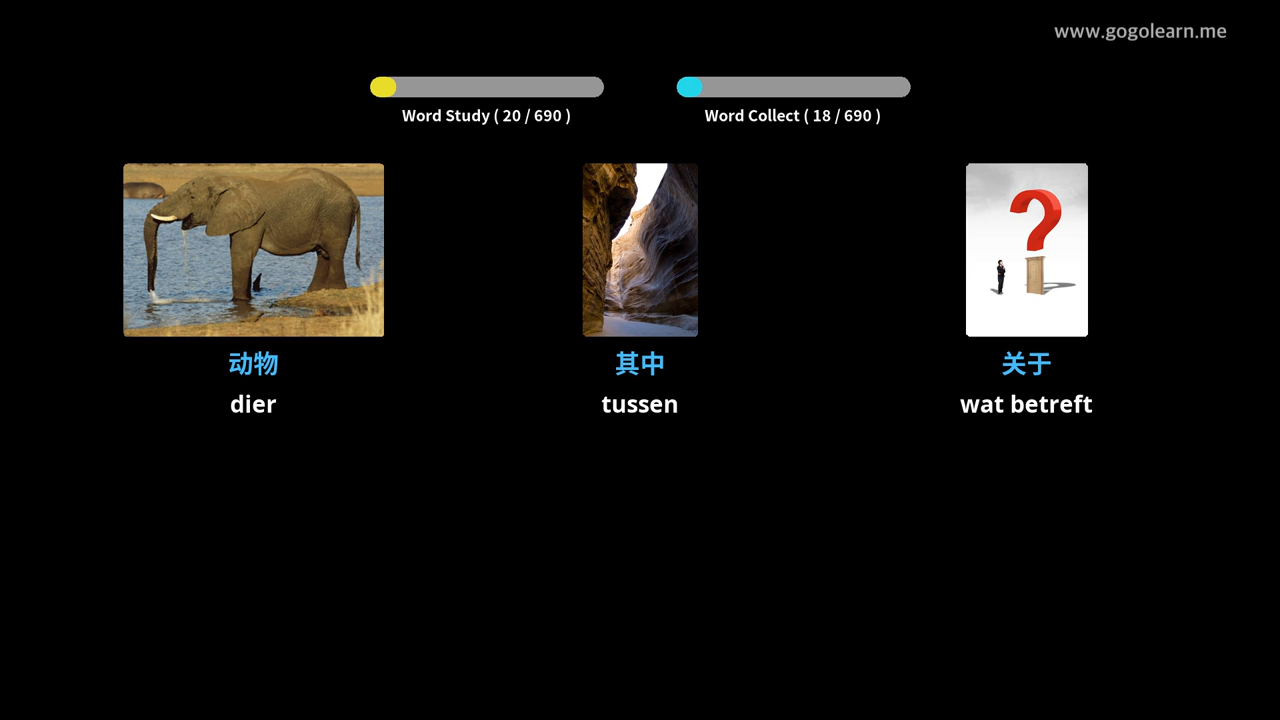 www.gogolearn.me
Word Study ( 20 / 690 )
Word Collect ( 18 / 690 )
动物
其中
关于
dier
tussen
wat betreft